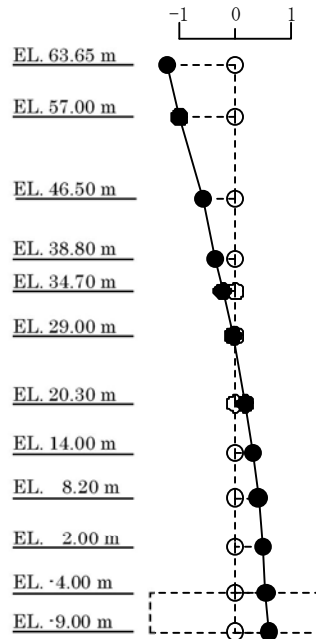 -1 0 1
EL. 63.65 m
EL. 57.00 m
EL. 46.50 m
EL. 38.80 m
EL. 34.70 m
EL. 29.00 m
EL. 20.30 m
EL. 14.00 m
EL. 8.20 m
EL. 2.00 m
EL. -4.00 m
EL. -9.00 m